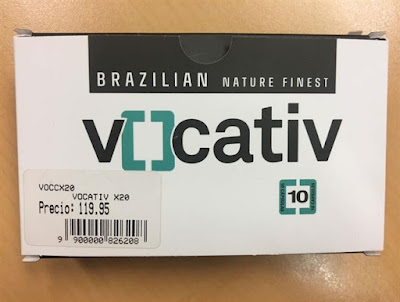 BRAZILIAN NATURE FINEST
v[]cativ
VOCCX20
VOCATIV X20
Precio: 119.95
9 900000 826208
10